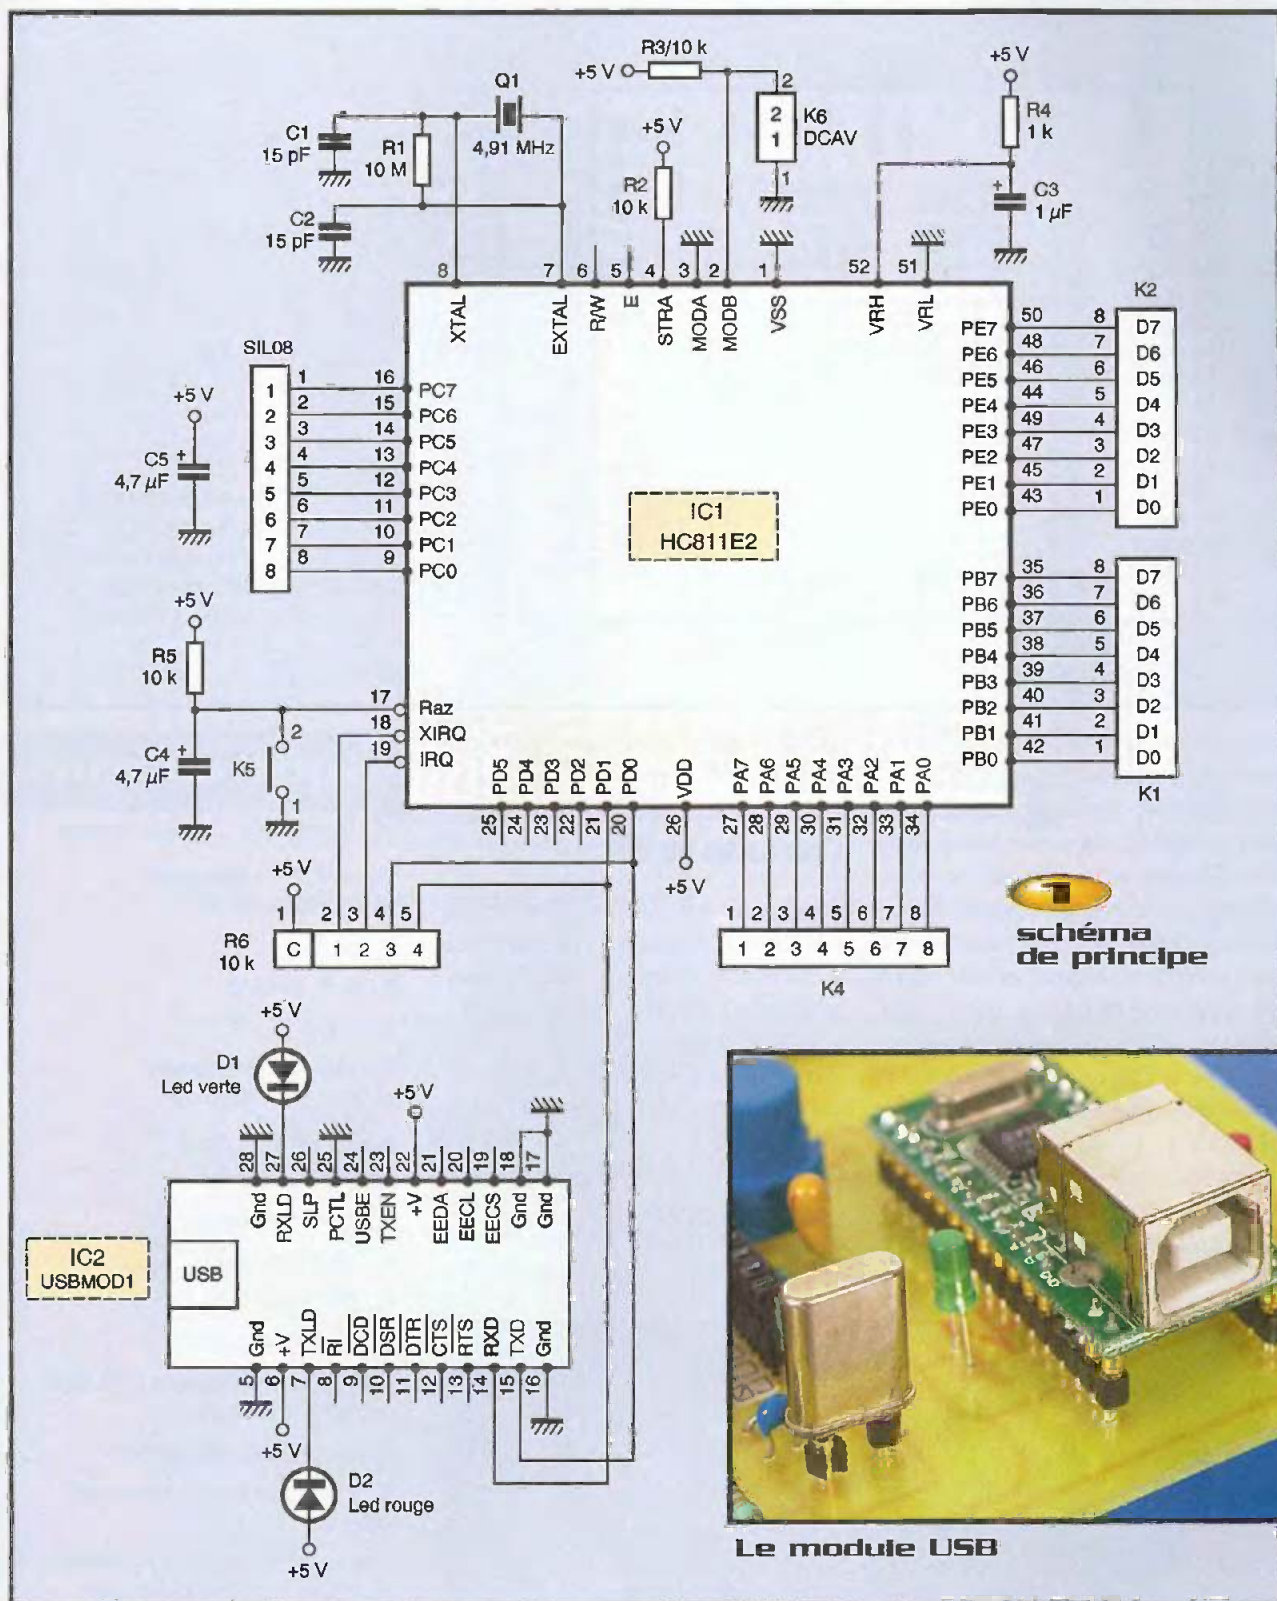 +5 V
R3/10 k
+5 V
2
2
1
K6
DCAV
1
Q1
4,91 MHz
C1
15 pF
R1
10 M
C2
15 pF
+5 V
R2
10 k
+5 V
R4
1 k
+
C3
1 µF
8
7
6
5
4
3
2
1
52
51
XTAL
EXTAL
R/W
E
STRA
MODA
MODB
VSS
VRH
VRL
K2
PE7 50 8 D7
PE6 48 7 D6
PE5 46 6 D5
PE4 44 5 D4
PE3 49 4 D3
PE2 47 3 D2
PE1 45 2 D1
PE0 43 1 D0
SIL08
1 1 16 PC7
2 2 15 PC6
3 3 14 PC5
4 4 13 PC4
5 5 12 PC3
6 6 11 PC2
7 7 10 PC1
8 8 9 PC0
+5 V
C5
+
4,7 µF
IC1
HC811E2
PB7 35 8 D7
PB6 36 7 D6
PB5 37 6 D5
PB4 38 5 D4
PB3 39 4 D3
PB2 40 3 D2
PB1 41 2 D1
PB0 42 1 D0
K1
+5 V
R5
10 k
C4
+
4,7 µF
K5
2
1
17 Raz
18 XIRQ
19 IRQ
PD5
PD4
PD3
PD2
PD1
PD0
VDD
PA7
PA6
PA5
PA4
PA3
PA2
PA1
PA0
25
24
23
22
21
20
26
27
28
29
30
31
32
33
34
+5 V
+5 V
1 2 3 4 5
R6
10 k
C 1 2 3 4
1 2 3 4 5 6 7 8
1 2 3 4 5 6 7 8
K4
1
schéma
de principe
+5 V
D1
Led verte
+5 V
28
27
26
25
24
23
22
21
20
19
18
17
Gnd
RXLD
SLP
PCTL
USBE
TXEN
+V
EEDA
EECL
EECS
Gnd
Gnd
IC2
USBMOD1
USB
Gnd
+V
TXLD
RI
DCD
DSR
DTR
CTS
RTS
RXD
TXD
Gnd
5
6
7
8
9
10
11
12
13
14
15
16
+5 V
D2
Led rouge
+5 V
Le module USB